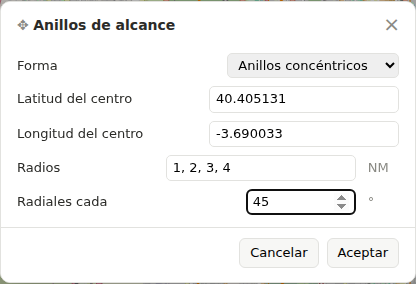 Anillos de alcance
Forma Anillos concéntricos
Latitud del centro 40.405131
Longitud del centro -3.690033
Radios 1, 2, 3, 4 NM
Radiales cada 45 °
Cancelar Aceptar